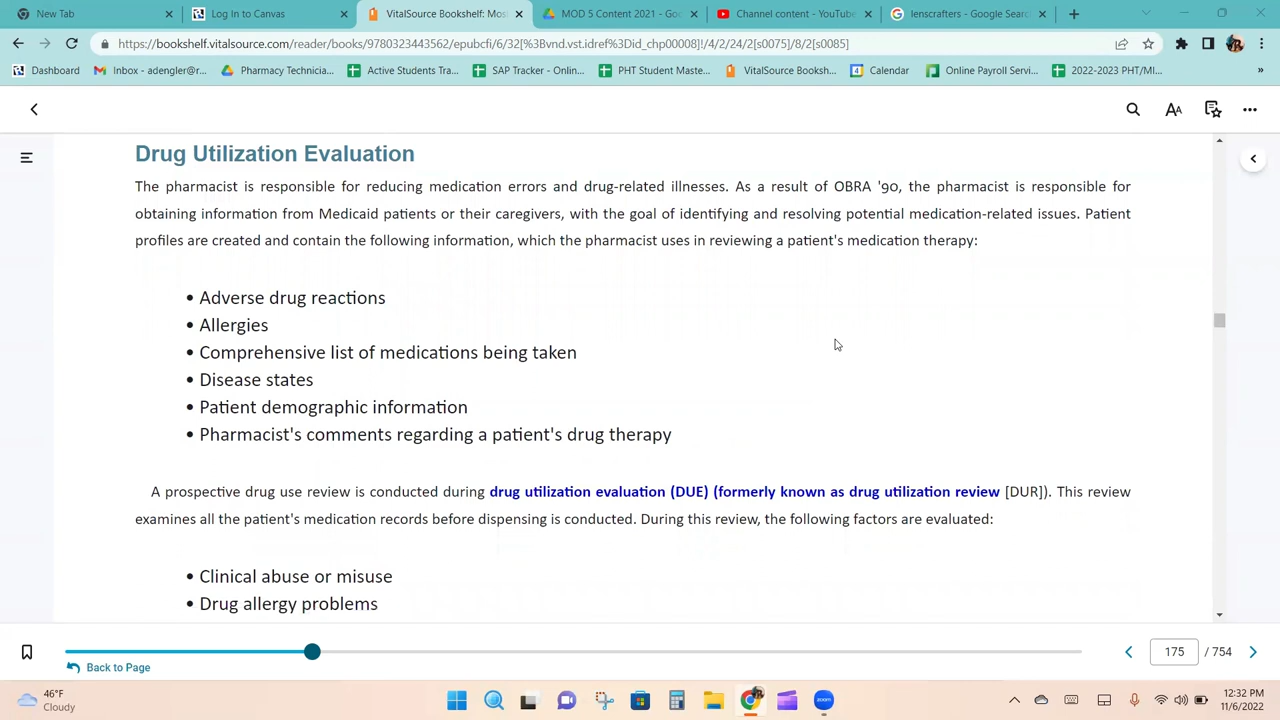 New Tab
Log In to Canvas
VitalSource Bookshelf: Mos
MOD 5 Content 2021 - Goo
Channel content - YouTube
lenscrafters - Google Search
https://bookshelf.vitalsource.com/reader/books/9780323443562/epubcfi/6/32[%3Bvnd.vst.idref%3Did_chp00008]!/4/2/24/2[s0075]/8/2[s0085]
Dashboard
Inbox - adengler@r...
Pharmacy Technicia...
Active Students Tra...
SAP Tracker - Onlin...
PHT Student Maste...
VitalSource Booksh...
Calendar
Online Payroll Servi...
2022-2023 PHT/MI...
»
AA
Drug Utilization Evaluation
The pharmacist is responsible for reducing medication errors and drug-related illnesses. As a result of OBRA '90, the pharmacist is responsible for
obtaining information from Medicaid patients or their caregivers, with the goal of identifying and resolving potential medication-related issues. Patient
profiles are created and contain the following information, which the pharmacist uses in reviewing a patient's medication therapy:
• Adverse drug reactions
• Allergies
• Comprehensive list of medications being taken
• Disease states
• Patient demographic information
• Pharmacist's comments regarding a patient's drug therapy
A prospective drug use review is conducted during drug utilization evaluation (DUE) (formerly known as drug utilization review [DUR]). This review
examines all the patient's medication records before dispensing is conducted. During this review, the following factors are evaluated:
• Clinical abuse or misuse
• Drug allergy problems
Back to Page
175 / 754
46°F
Cloudy
zoom
12:32 PM
11/6/2022